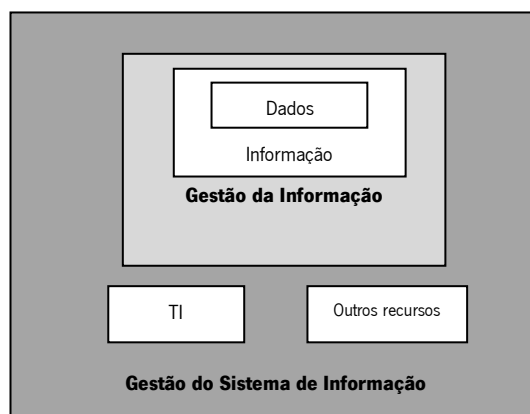 Dados
Informação
Gestão da Informação
TI
Outros recursos
Gestão do Sistema de Informação